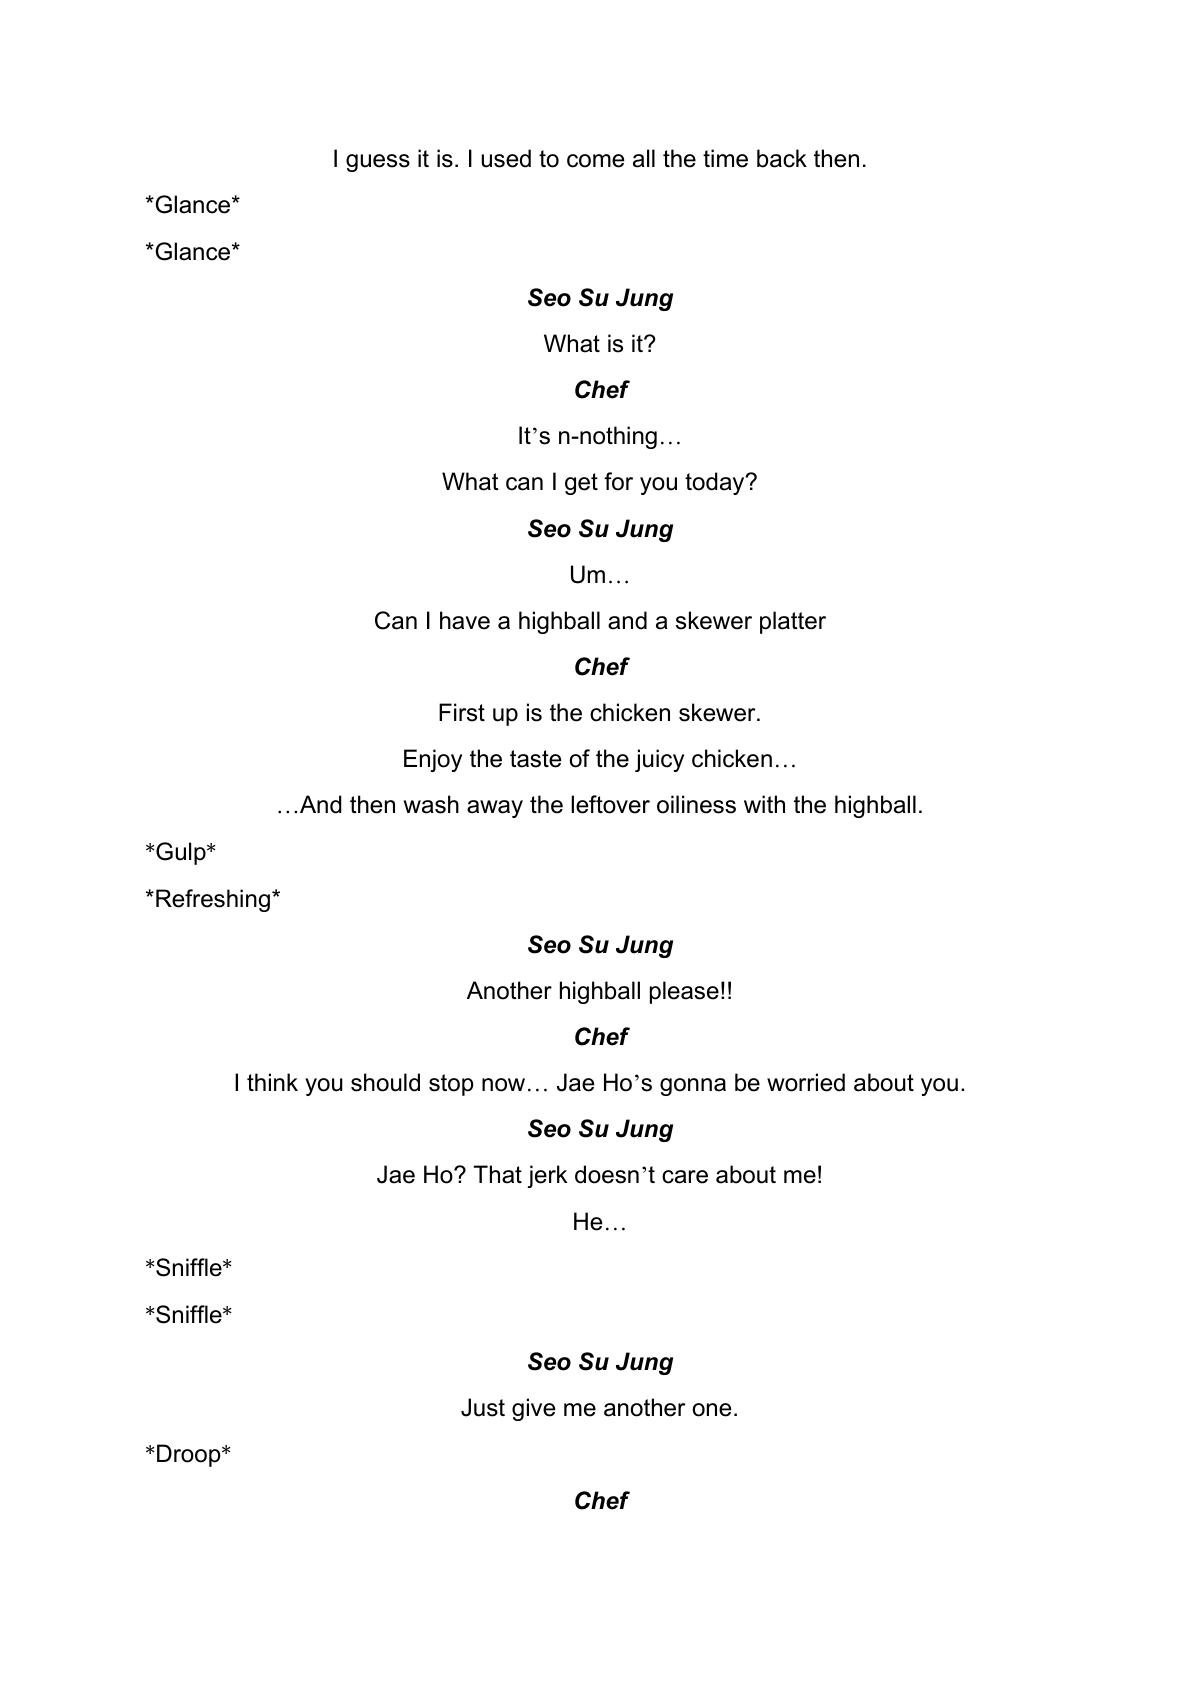 I guess it is. I used to come all the time back then.
*Glance*
*Glance*
Seo Su Jung
What is it?
Chef
It’s n-nothing…
What can I get for you today?
Seo Su Jung
Um…
Can I have a highball and a skewer platter
Chef
First up is the chicken skewer.
Enjoy the taste of the juicy chicken…
…And then wash away the leftover oiliness with the highball.
*Gulp*
*Refreshing*
Seo Su Jung
Another highball please!!
Chef
I think you should stop now… Jae Ho’s gonna be worried about you.
Seo Su Jung
Jae Ho? That jerk doesn’t care about me!
He…
*Sniffle*
*Sniffle*
Seo Su Jung
Just give me another one.
*Droop*
Chef